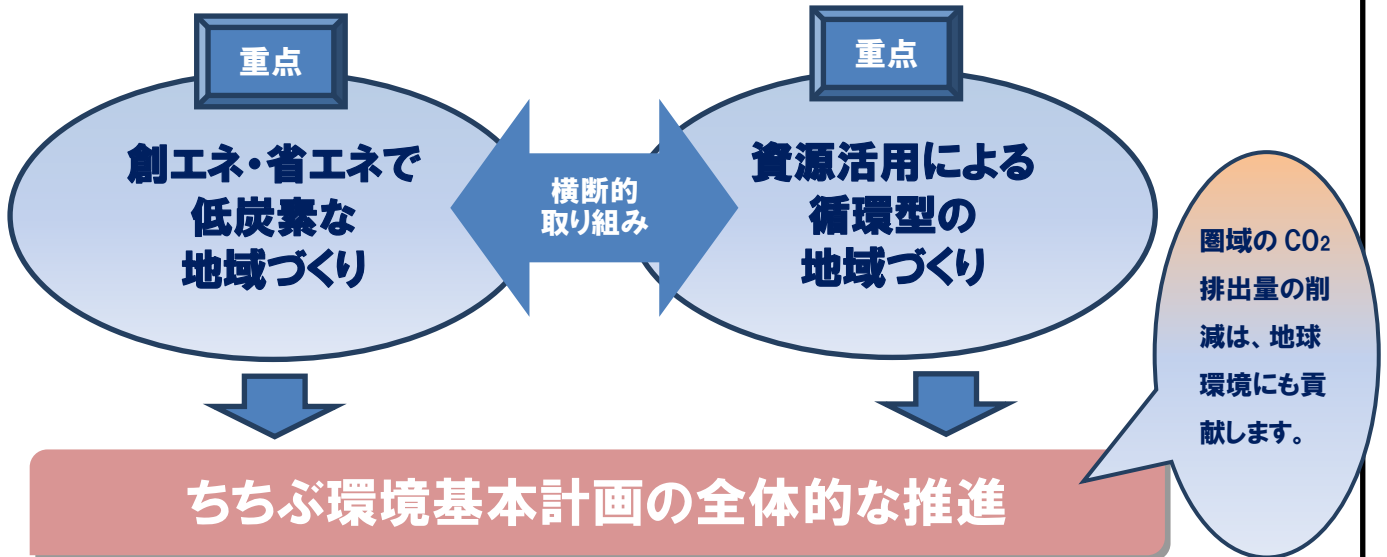 重点
創エネ・省エネで
低炭素な
地域づくり
横断的
取り組み
重点
資源活用による
循環型の
地域づくり
圏域の CO₂
排出量の削
減は、地球
環境にも貢
献します。
ちちぶ環境基本計画の全体的な推進